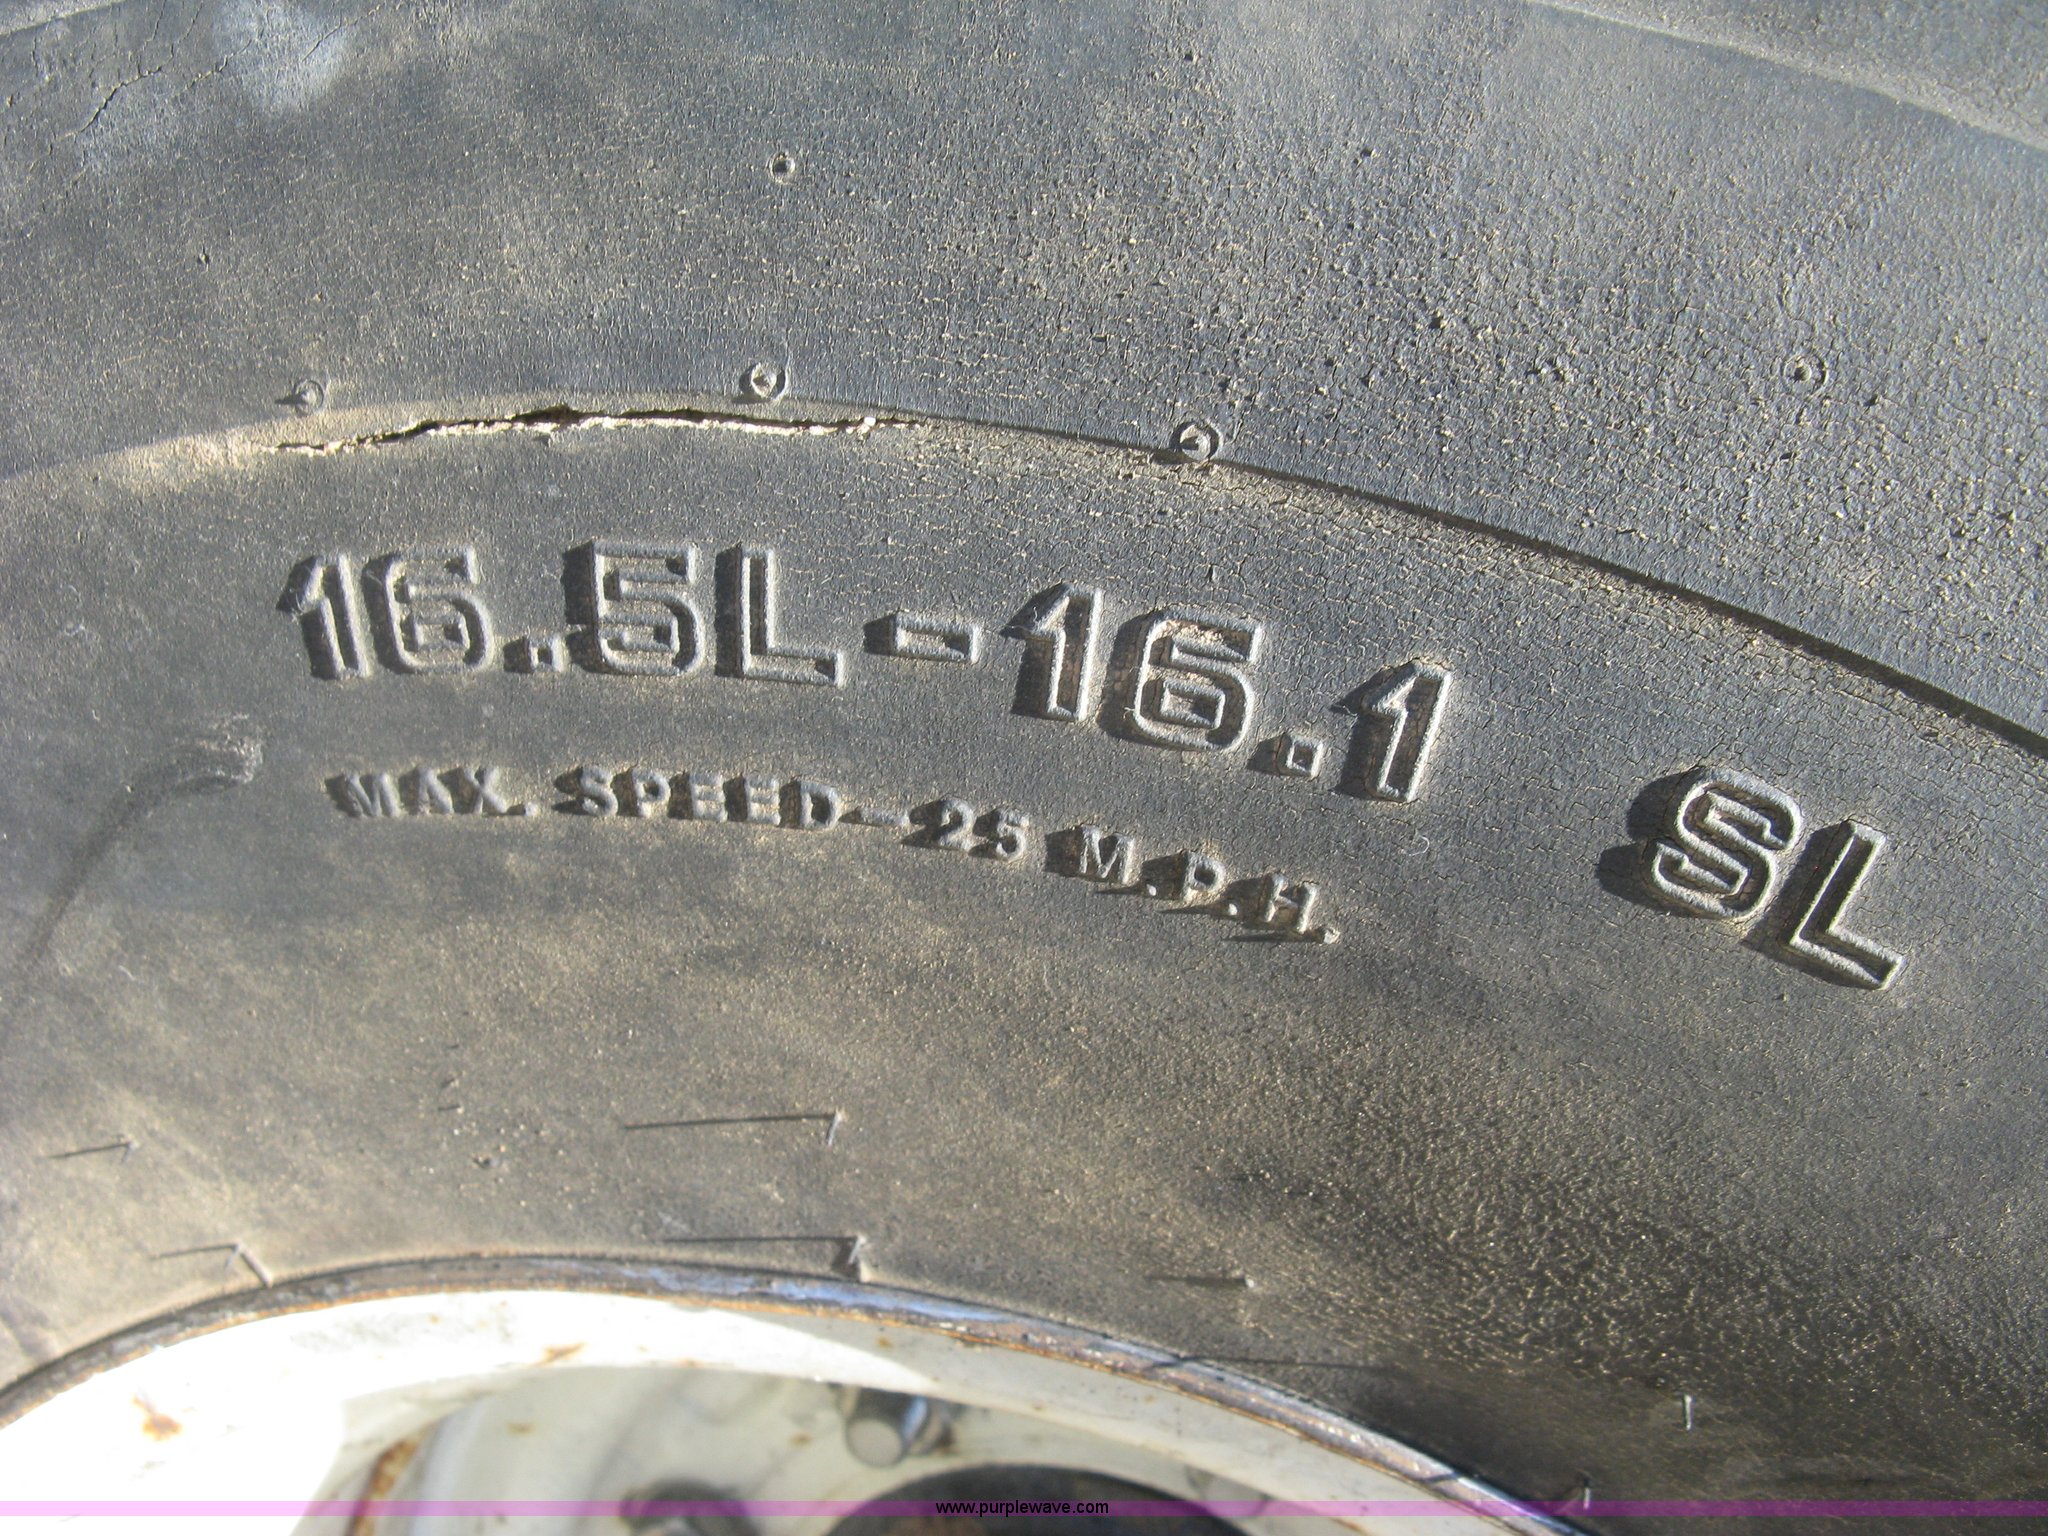 16.5L-16.1 SL
MAX. SPEED-25 M.P.H.
www.purplewave.com